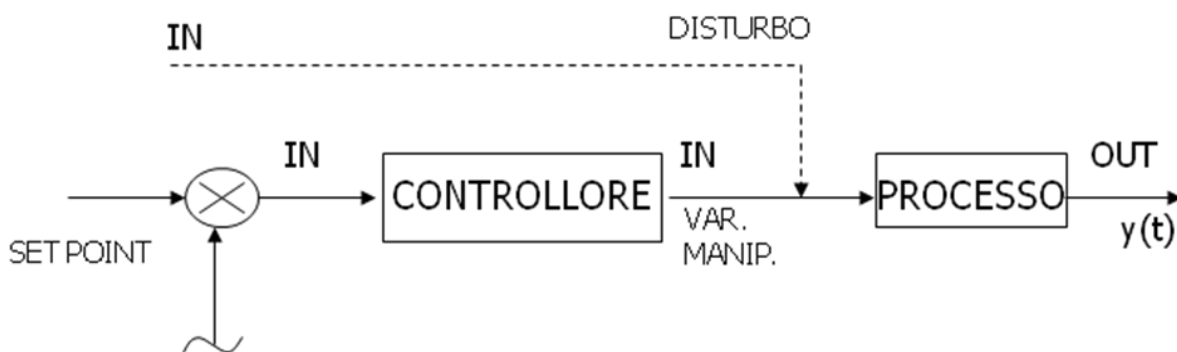 IN
DISTURBO
IN
CONTROLLORE
IN
PROCESSO
OUT
SET POINT
VAR.
MANIP.
y(t)